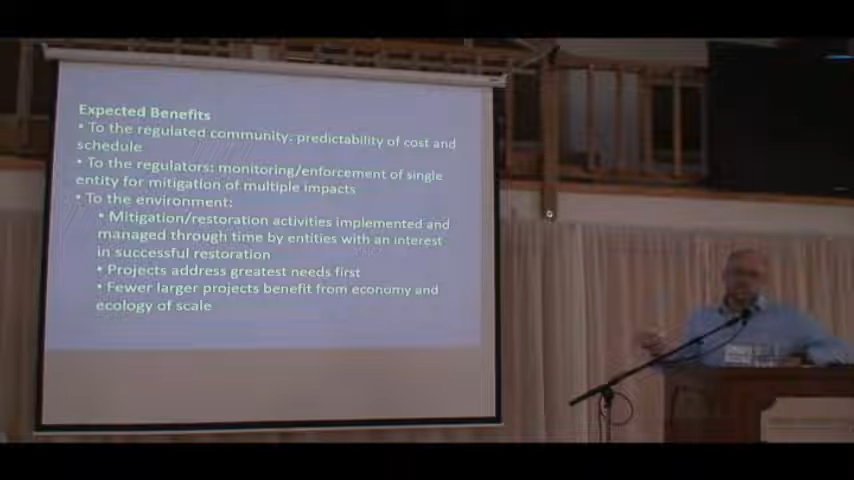 Expected Benefits
• To the regulated community: predictability of cost and
schedule
• To the regulators: monitoring/enforcement of single
entity for mitigation of multiple impacts
• To the environment:
• Mitigation/restoration activities implemented and
managed through time by entities with an interest
in successful restoration
• Projects address greatest needs first
• Fewer larger projects benefit from economy and
ecology of scale